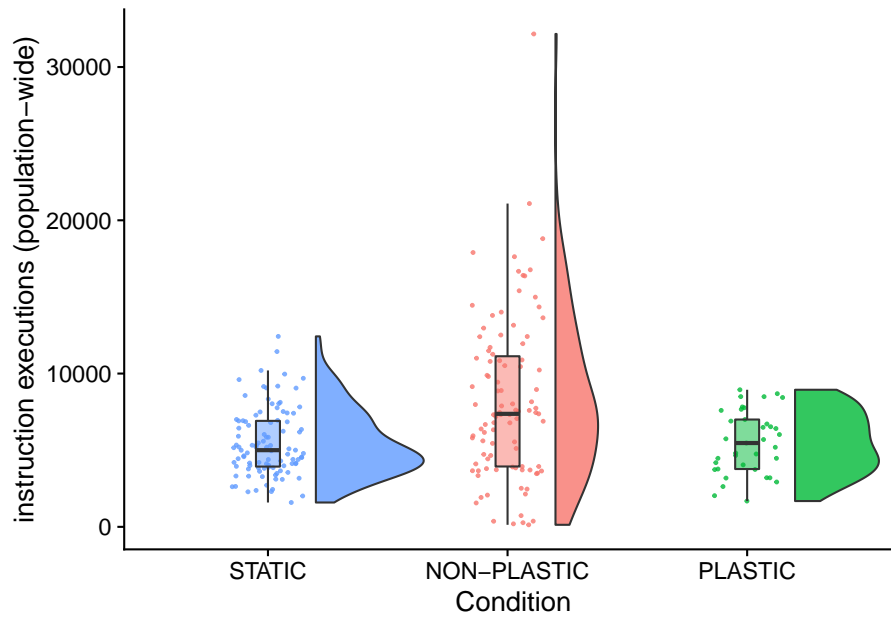 instruction executions (population−wide)
30000
20000
10000
0
STATIC
NON−PLASTIC
PLASTIC
Condition